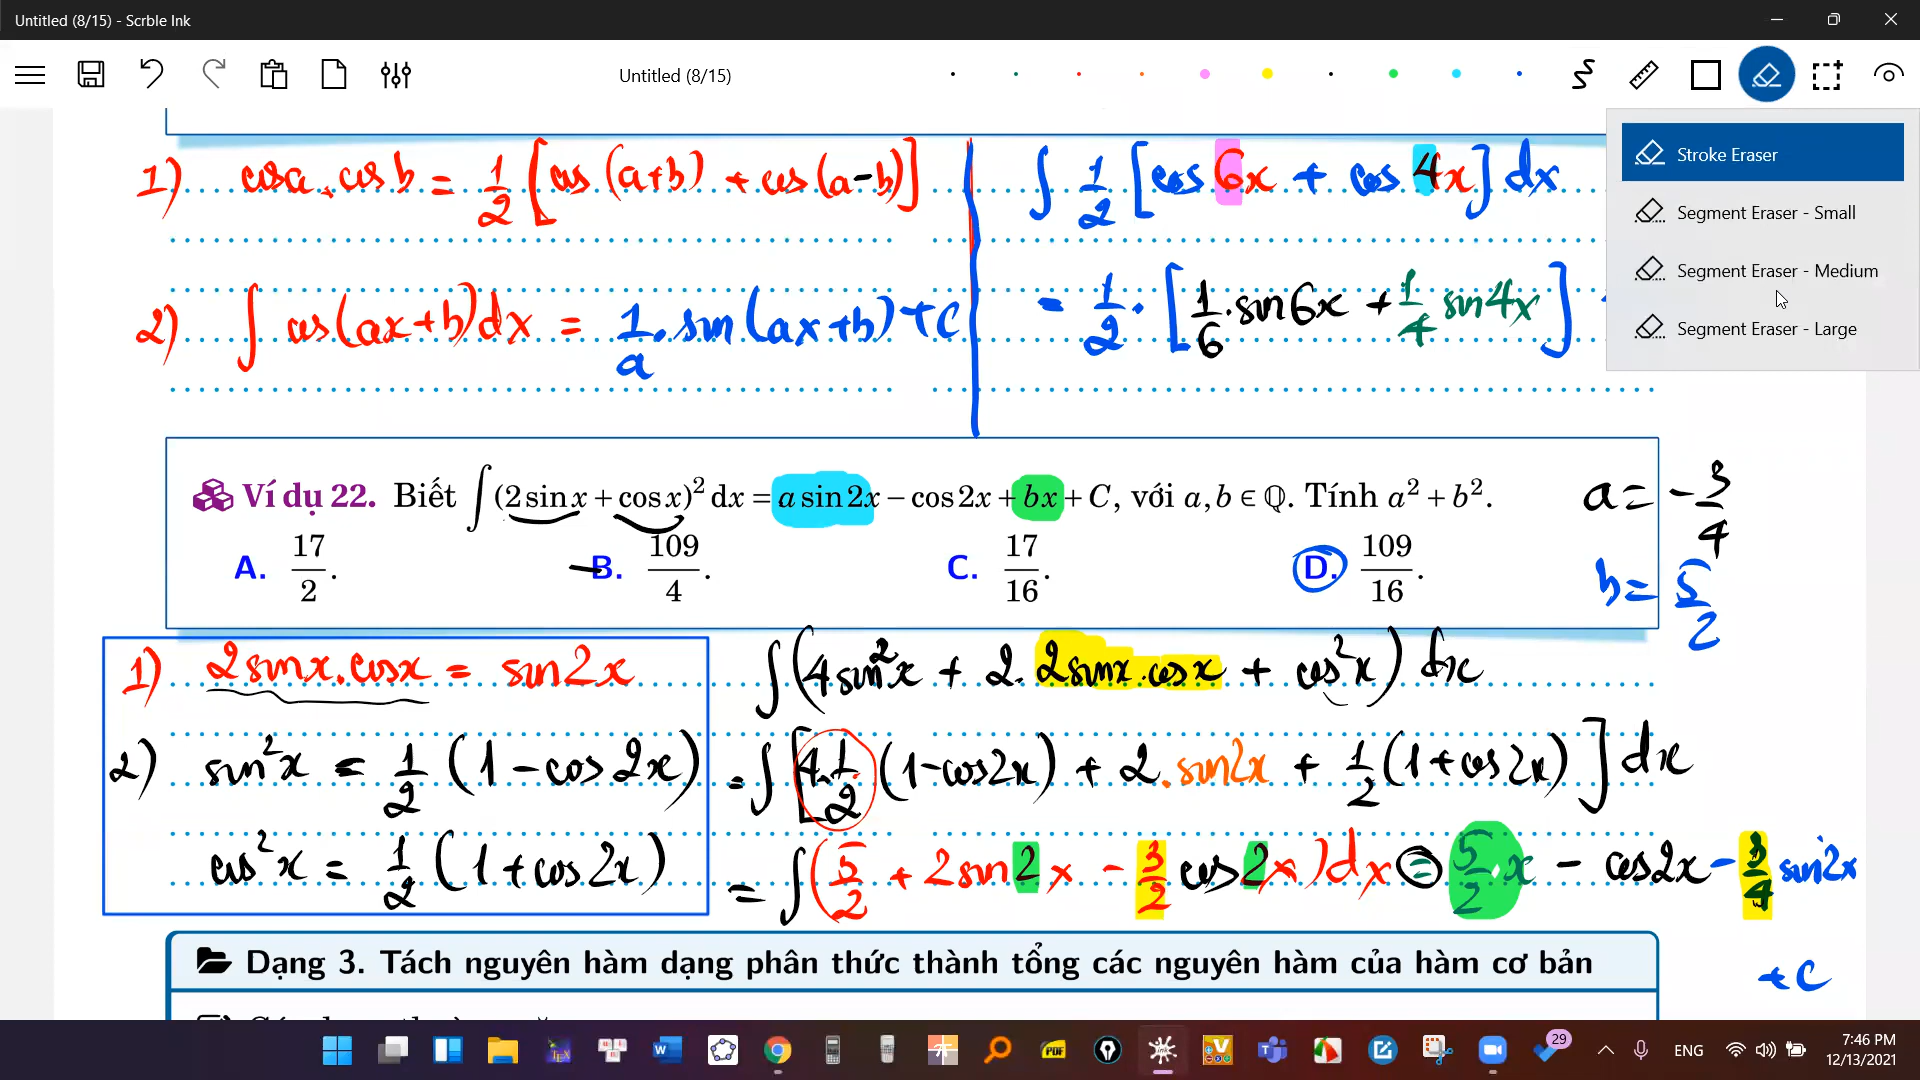 Untitled (8/15) - Scrble Ink
Untitled (8/15)
Stroke Eraser
Segment Eraser - Small
Segment Eraser - Medium
Segment Eraser - Large
1) cosa.cosb = 1/2 [cos(a+b) + cos(a-b)]
∫ 1/2 [cos 6x + cos 4x] dx
2) ∫ cos(ax+b)dx = 1/a . sin(ax+b) + C
= 1/2 . [1/6 . sin6x + 1/4 sin4x]
Ví dụ 22. Biết ∫(2 sin x + cos x)² dx = a sin 2x − cos 2x + bx + C, với a, b ∈ ℚ. Tính a² + b².
A. 17/2. B. 109/4. C. 17/16. D. 109/16.
a = -3/4
b = 5/2
1) 2sinx.cosx = sin2x
2) sin²x = 1/2 (1 - cos2x)
cos²x = 1/2 (1 + cos2x)
∫(4sin²x + 2. 2sinx.cosx + cos²x) dx
= ∫[4.1/2 (1-cos2x) + 2.sin2x + 1/2 (1+cos2x)] dx
= ∫(5/2 + 2sin2x - 3/2 cos2x)dx = 5/2.x - cos2x - 3/4 sin2x
+ C
Dạng 3. Tách nguyên hàm dạng phân thức thành tổng các nguyên hàm của hàm cơ bản
29
ENG
7:46 PM
12/13/2021